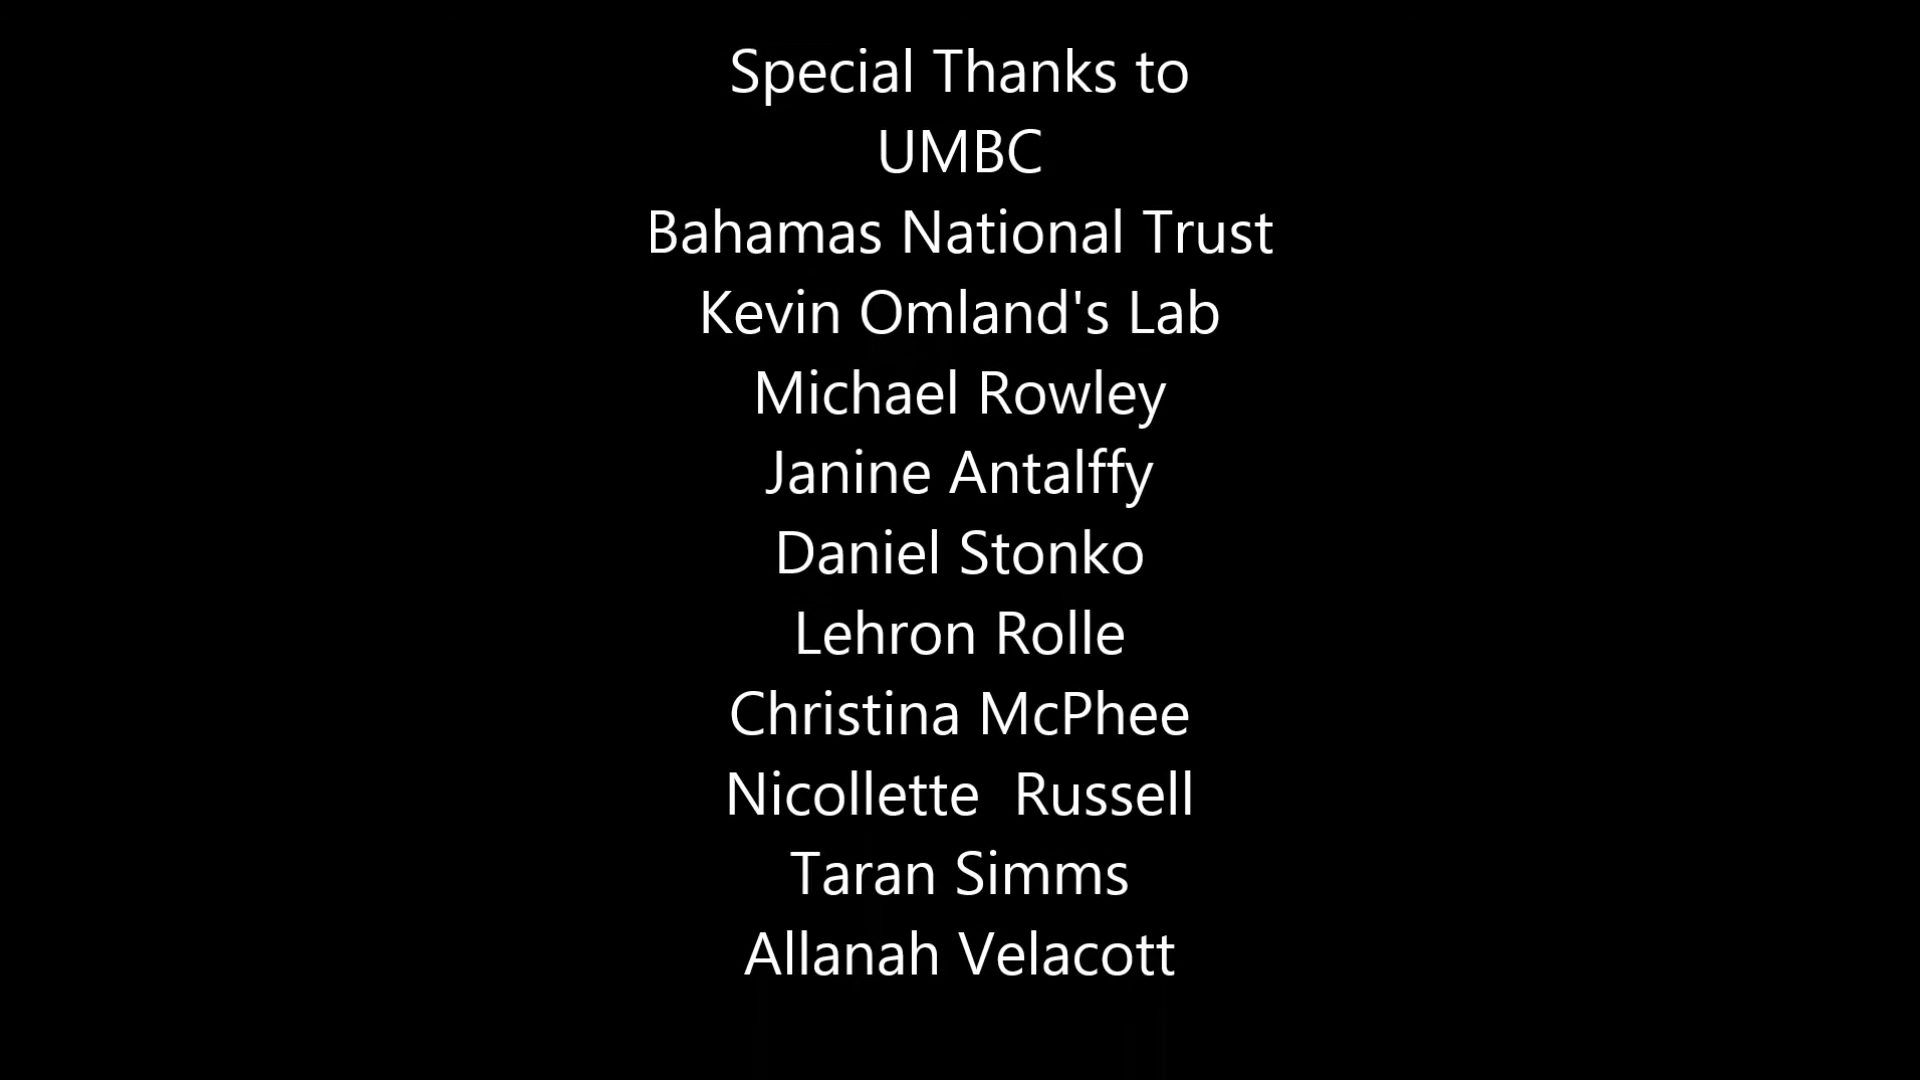 Special Thanks to
UMBC
Bahamas National Trust
Kevin Omland's Lab
Michael Rowley
Janine Antalffy
Daniel Stonko
Lehron Rolle
Christina McPhee
Nicollette  Russell
Taran Simms
Allanah Velacott